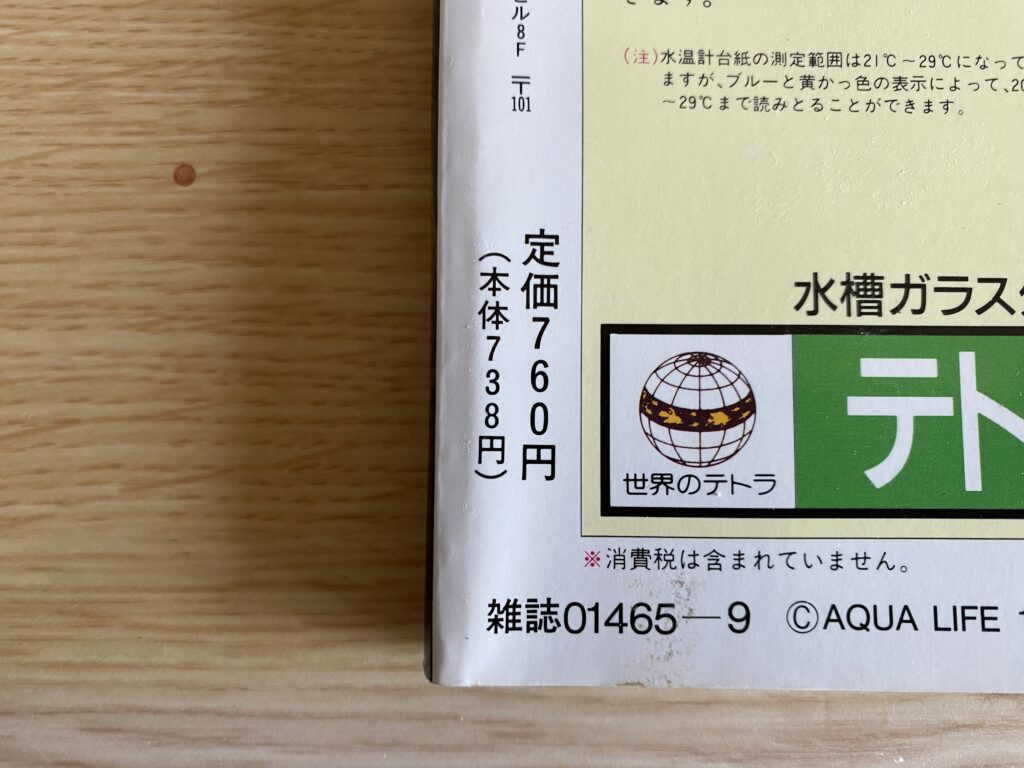 ビル8F 〒101
定価760円
（本体738円）
きます。
（注）水温計台紙の測定範囲は21℃～29℃になって
ますが、ブルーと黄かっ色の表示によって、20
～29℃まで読みとることができます。
水槽ガラス
テト
世界のテトラ
※消費税は含まれていません。
雑誌01465-9 ©AQUA LIFE 1